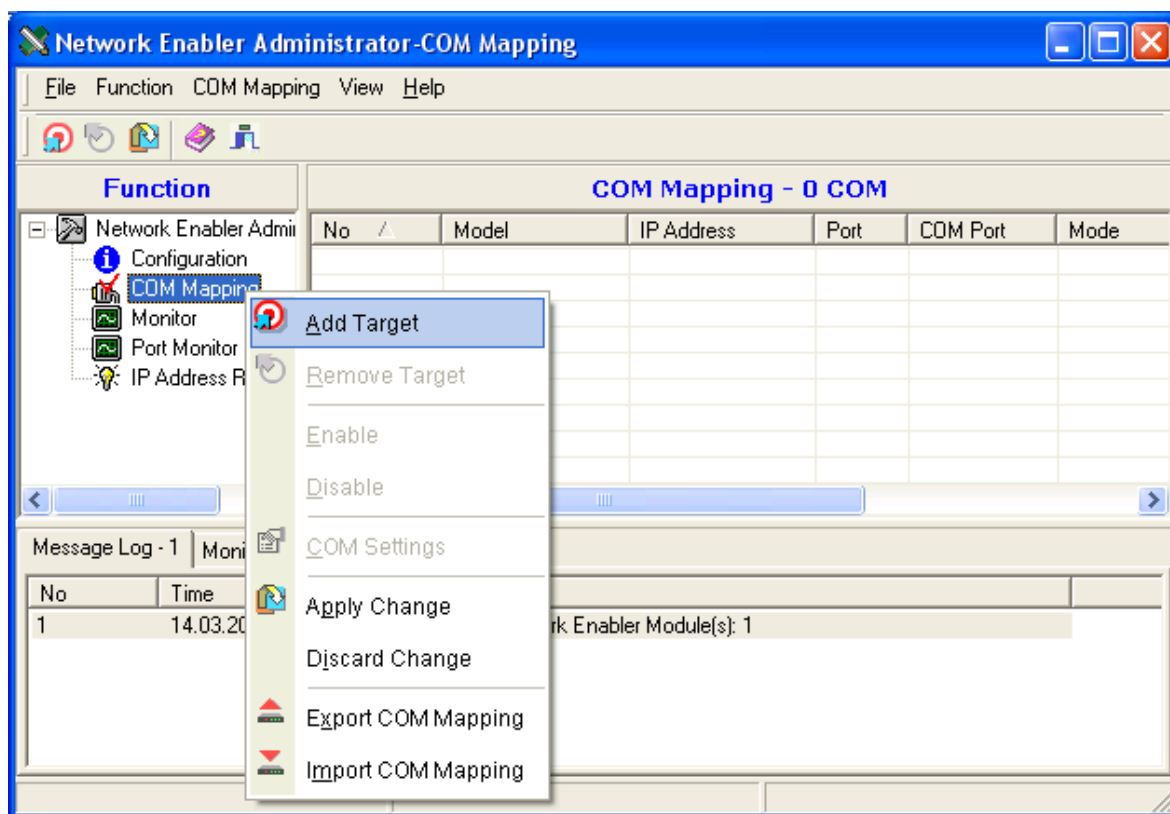 Network Enabler Administrator-COM Mapping
File Function COM Mapping View Help
Function
COM Mapping - 0 COM
Network Enabler Admi
No Model IP Address Port COM Port Mode
Configuration
COM Mapping
Monitor
Port Monitor
IP Address R
Add Target
Remove Target
Enable
Disable
COM Settings
Apply Change
Discard Change
Export COM Mapping
Import COM Mapping
Message Log - 1 Moni
No Time
1 14.03.20 rk Enabler Module(s): 1